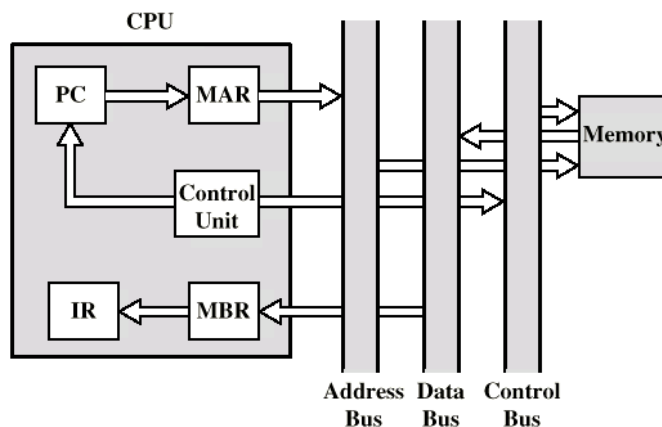 CPU
PC
MAR
Memory
Control
Unit
IR
MBR
Address
Bus
Data
Bus
Control
Bus